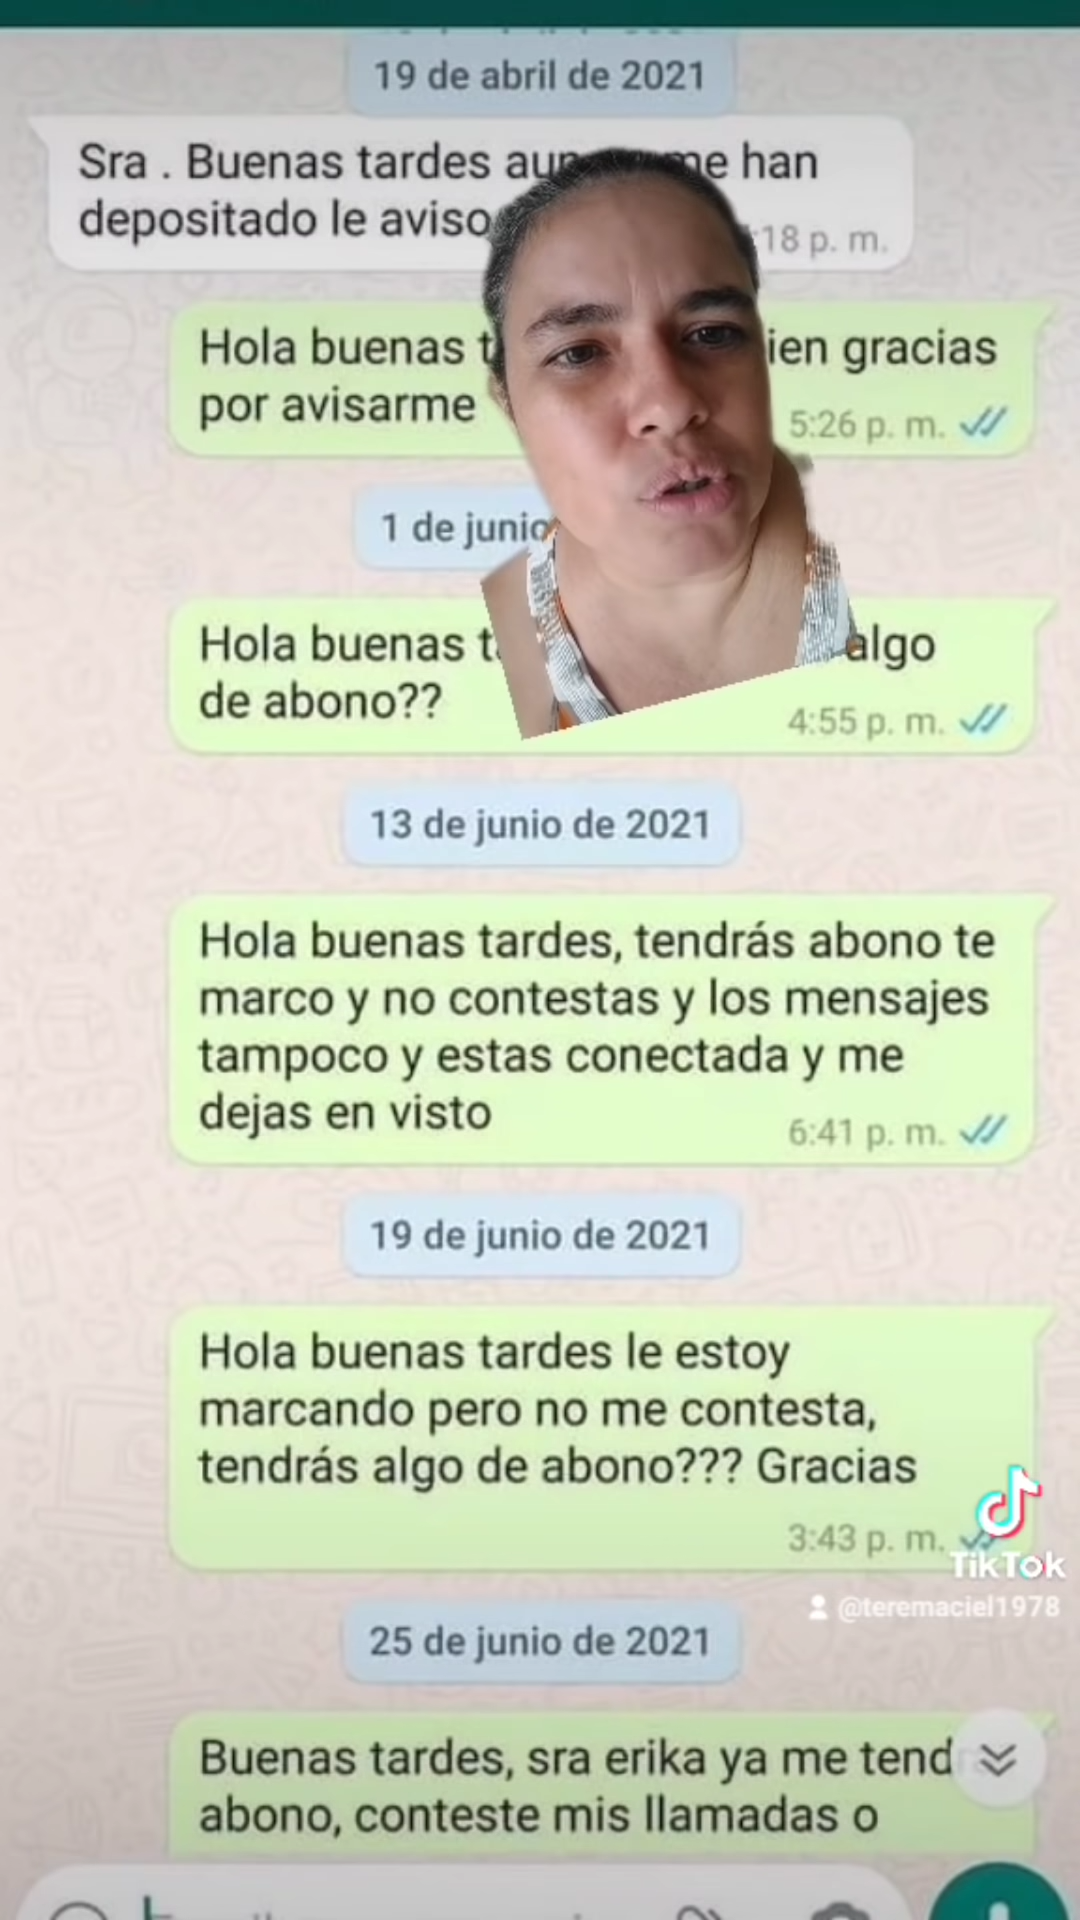 19 de abril de 2021
Sra . Buenas tardes me han
depositado le aviso
18 p. m.
Hola buenas gracias
por avisarme
5:26 p. m.
1 de junio
Hola buenas algo
de abono??
4:55 p. m.
13 de junio de 2021
Hola buenas tardes, tendrás abono te
marco y no contestas y los mensajes
tampoco y estas conectada y me
dejas en visto
6:41 p. m.
19 de junio de 2021
Hola buenas tardes le estoy
marcando pero no me contesta,
tendrás algo de abono??? Gracias
3:43 p. m.
TikTok
@teremaciel1978
25 de junio de 2021
Buenas tardes, sra erika ya me
abono, conteste mis llamadas o